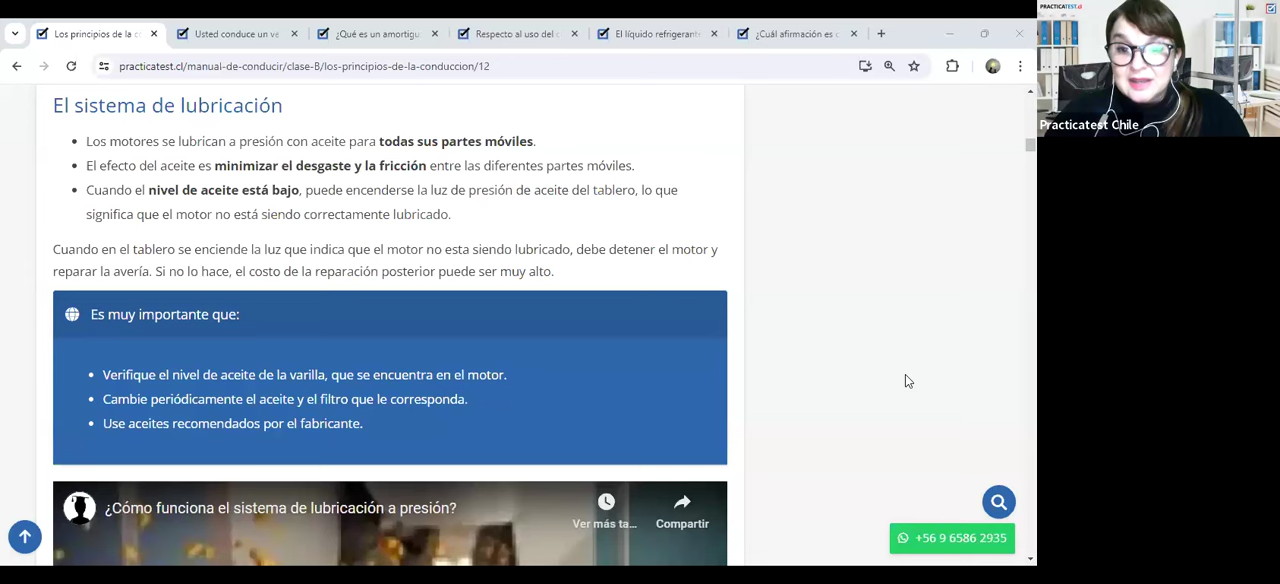 Los principios de la c
Usted conduce un ve
¿Qué es un amortigu
Respecto al uso del c
El líquido refrigerante
¿Cuál afirmación es c
practicatest.cl/manual-de-conducir/clase-B/los-principios-de-la-conduccion/12
PRACTICATEST.cl
Practicatest Chile
El sistema de lubricación
Los motores se lubrican a presión con aceite para todas sus partes móviles.
El efecto del aceite es minimizar el desgaste y la fricción entre las diferentes partes móviles.
Cuando el nivel de aceite está bajo, puede encenderse la luz de presión de aceite del tablero, lo que
significa que el motor no está siendo correctamente lubricado.
Cuando en el tablero se enciende la luz que indica que el motor no esta siendo lubricado, debe detener el motor y
reparar la avería. Si no lo hace, el costo de la reparación posterior puede ser muy alto.
Es muy importante que:
Verifique el nivel de aceite de la varilla, que se encuentra en el motor.
Cambie periódicamente el aceite y el filtro que le corresponda.
Use aceites recomendados por el fabricante.
¿Cómo funciona el sistema de lubricación a presión?
Ver más ta...
Compartir
+56 9 6586 2935